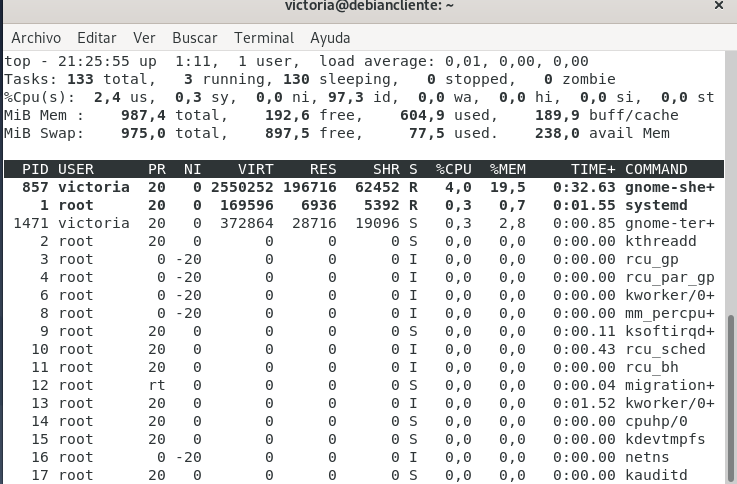 victoria@debiancliente: ~
Archivo Editar Ver Buscar Terminal Ayuda
top - 21:25:55 up  1:11,  1 user,  load average: 0,01, 0,00, 0,00
Tasks: 133 total,   3 running, 130 sleeping,   0 stopped,   0 zombie
%Cpu(s):  2,4 us,  0,3 sy,  0,0 ni, 97,3 id,  0,0 wa,  0,0 hi,  0,0 si,  0,0 st
MiB Mem :    987,4 total,    192,6 free,    604,9 used,    189,9 buff/cache
MiB Swap:    975,0 total,    897,5 free,     77,5 used.    238,0 avail Mem
PID USER      PR  NI    VIRT    RES    SHR S  %CPU  %MEM     TIME+ COMMAND
857 victoria  20   0 2550252 196716  62452 R   4,0  19,5   0:32.63 gnome-she+
1 root      20   0  169596   6936   5392 R   0,3   0,7   0:01.55 systemd
1471 victoria  20   0  372864  28716  19096 S   0,3   2,8   0:00.85 gnome-ter+
2 root      20   0       0      0      0 S   0,0   0,0   0:00.00 kthreadd
3 root       0 -20       0      0      0 I   0,0   0,0   0:00.00 rcu_gp
4 root       0 -20       0      0      0 I   0,0   0,0   0:00.00 rcu_par_gp
6 root       0 -20       0      0      0 I   0,0   0,0   0:00.00 kworker/0+
8 root       0 -20       0      0      0 I   0,0   0,0   0:00.00 mm_percpu+
9 root      20   0       0      0      0 S   0,0   0,0   0:00.11 ksoftirqd+
10 root      20   0       0      0      0 I   0,0   0,0   0:00.43 rcu_sched
11 root      20   0       0      0      0 I   0,0   0,0   0:00.00 rcu_bh
12 root      rt   0       0      0      0 S   0,0   0,0   0:00.04 migration+
13 root      20   0       0      0      0 I   0,0   0,0   0:01.52 kworker/0+
14 root      20   0       0      0      0 S   0,0   0,0   0:00.00 cpuhp/0
15 root      20   0       0      0      0 S   0,0   0,0   0:00.00 kdevtmpfs
16 root       0 -20       0      0      0 I   0,0   0,0   0:00.00 netns
17 root      20   0       0      0      0 S   0,0   0,0   0:00.00 kauditd